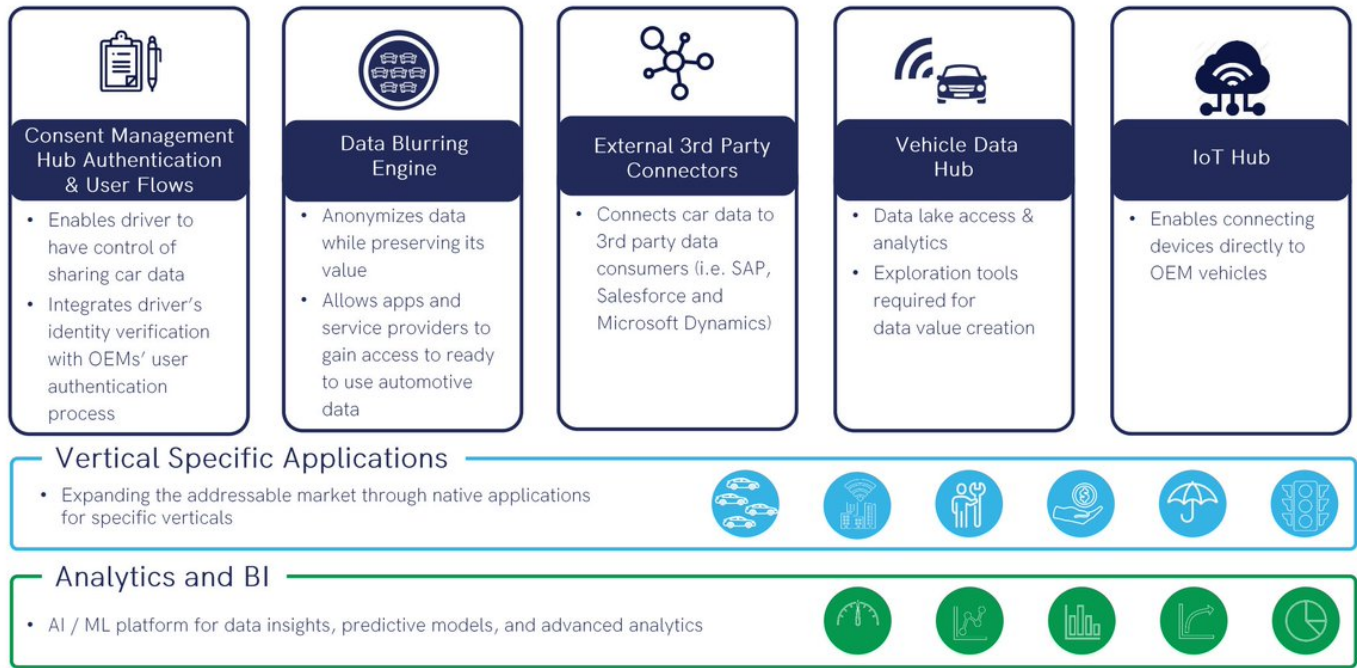 Consent Management
Hub Authentication
& User Flows
• Enables driver to
have control of
sharing car data
• Integrates driver's
identity verification
with OEMs' user
authentication
process
Data Blurring
Engine
• Anonymizes data
while preserving its
value
• Allows apps and
service providers to
gain access to ready
to use automotive
data
External 3rd Party
Connectors
• Connects car data to
3rd party data
consumers (i.e. SAP,
Salesforce and
Microsoft Dynamics)
Vehicle Data
Hub
• Data lake access &
analytics
• Exploration tools
required for
data value creation
IoT Hub
• Enables connecting
devices directly to
OEM vehicles
Vertical Specific Applications
• Expanding the addressable market through native applications
for specific verticals
Analytics and BI
• AI / ML platform for data insights, predictive models, and advanced analytics